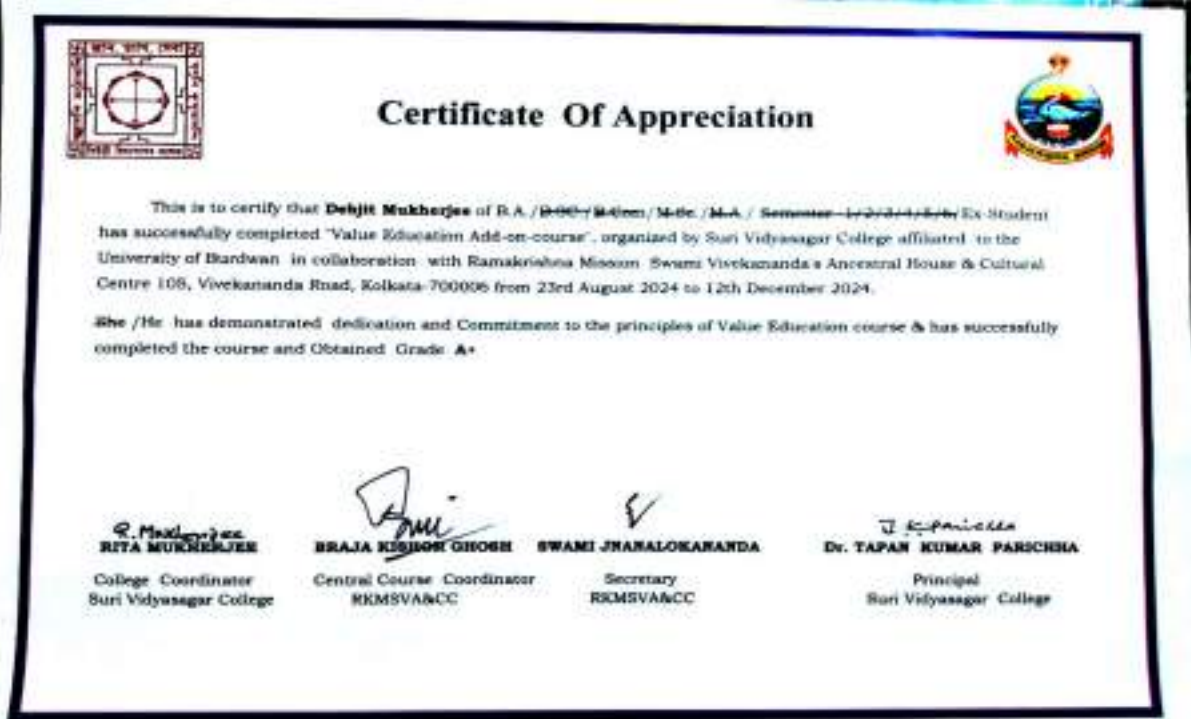 Certificate Of Appreciation
This is to certify that Debjit Mukherjee of B.A./B.SC./B.Com/M.Sc./M.A./ Semester -1/2/3/4/5/6/Ex-Student
has successfully completed "Value Education Add-on-course", organized by Suri Vidyasagar College affiliated to the
University of Burdwan in collaboration with Ramakrishna Mission Swami Vivekananda's Ancestral House & Cultural
Centre 105, Vivekananda Road, Kolkata-700006 from 23rd August 2024 to 12th December 2024.
She /He has demonstrated dedication and Commitment to the principles of Value Education course & has successfully
completed the course and Obtained Grade A+
R. Mukherjee
RITA MUKHERJEE
BRAJA KISHOR GHOSH
SWAMI JNANALOKANANDA
Dr. TAPAN KUMAR PARICHHA
College Coordinator
Central Course Coordinator
Secretary
Principal
Suri Vidyasagar College
RKMSVA&CC
RKMSVA&CC
Suri Vidyasagar College